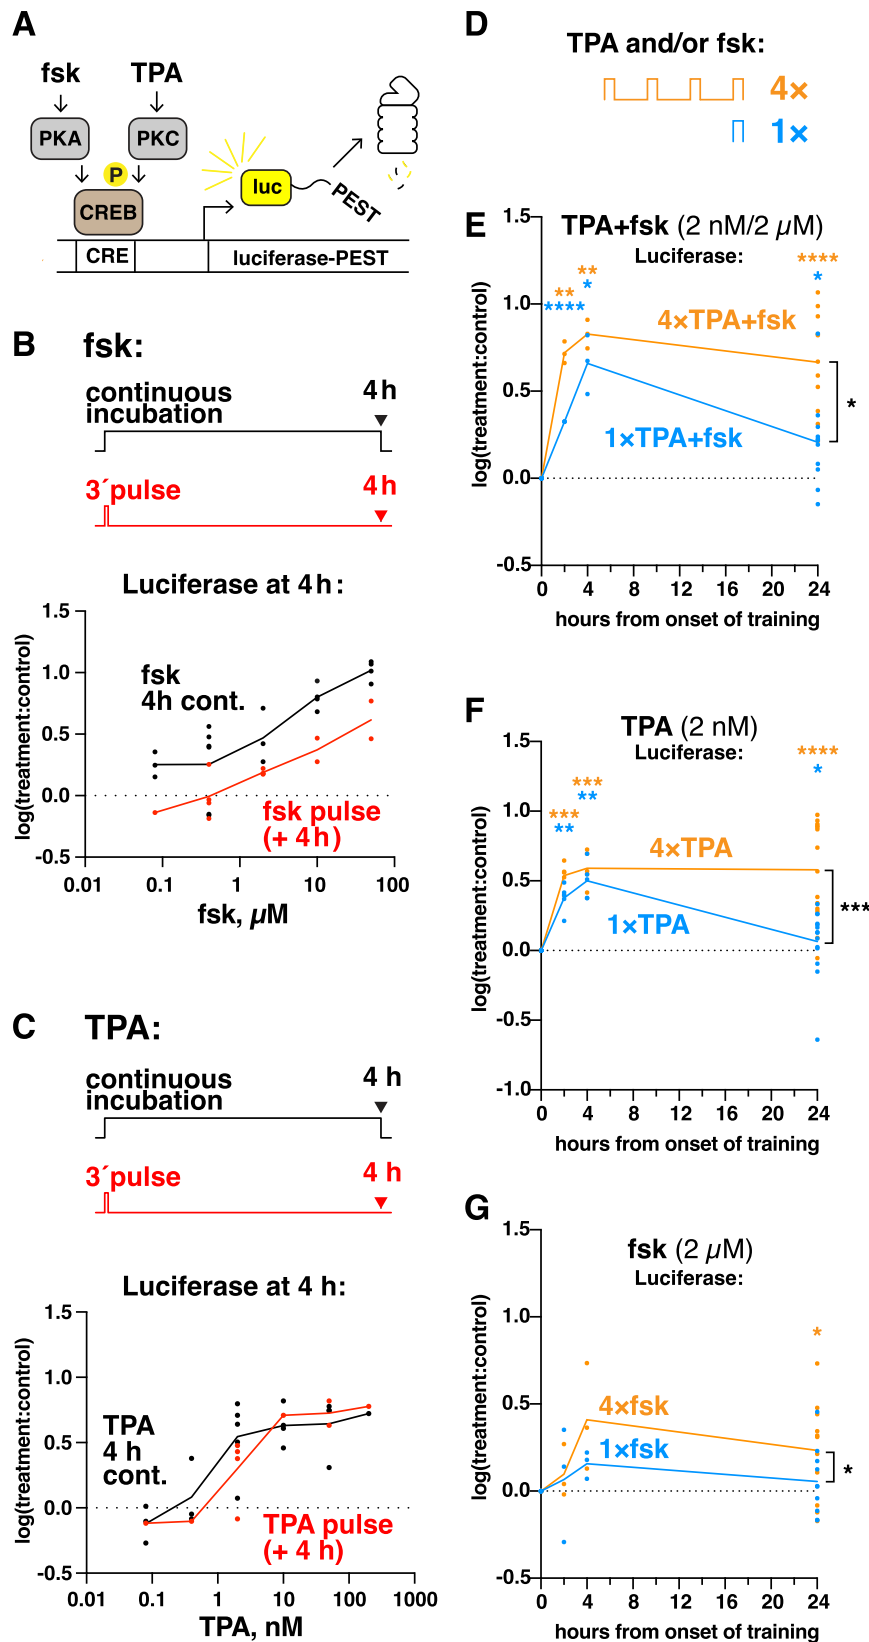 A
fsk TPA
PKA PKC
P
CREB
luc
PEST
CRE
luciferase-PEST
B
fsk:
continuous
incubation
4h
3´pulse
4h
Luciferase at 4h:
log(treatment:control)
1.5
1.0
0.5
0.0
-0.5
fsk
4h cont.
fsk pulse
(+ 4h)
0.01 0.1 1 10 100
fsk, µM
C
TPA:
continuous
incubation
4 h
3´pulse
4 h
Luciferase at 4 h:
log(treatment:control)
1.5
1.0
0.5
0.0
-0.5
TPA
4 h
cont.
TPA pulse
(+ 4 h)
0.01 0.1 1 10 100 1000
TPA, nM
D
TPA and/or fsk:
4×
1×
E
TPA+fsk (2 nM/2 µM)
Luciferase:
log(treatment:control)
1.5
1.0
0.5
0.0
-0.5
**
****
**
*
****
*
4×TPA+fsk
1×TPA+fsk
*
0 4 8 12 16 20 24
hours from onset of training
F
TPA (2 nM)
Luciferase:
log(treatment:control)
1.5
1.0
0.5
0.0
-0.5
-1.0
***
**
***
**
****
*
4×TPA
1×TPA
***
0 4 8 12 16 20 24
hours from onset of training
G
fsk (2 µM)
Luciferase:
log(treatment:control)
1.5
1.0
0.5
0.0
-0.5
*
4×fsk
1×fsk
*
0 4 8 12 16 20 24
hours from onset of training